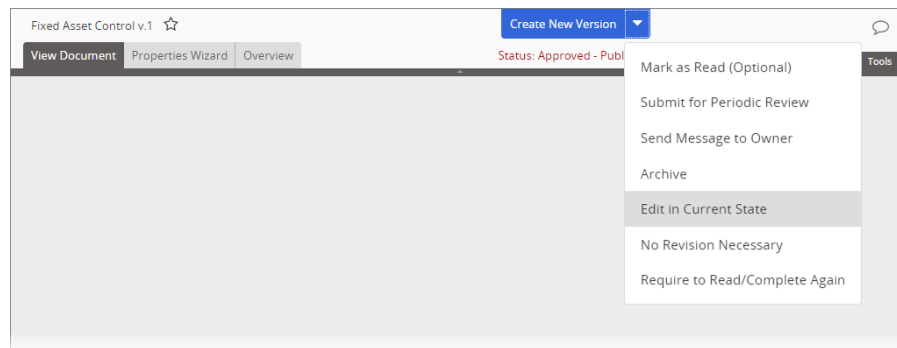 Fixed Asset Control v.1
Create New Version
View Document
Properties Wizard
Overview
Status: Approved - Publ
Tools
Mark as Read (Optional)
Submit for Periodic Review
Send Message to Owner
Archive
Edit in Current State
No Revision Necessary
Require to Read/Complete Again